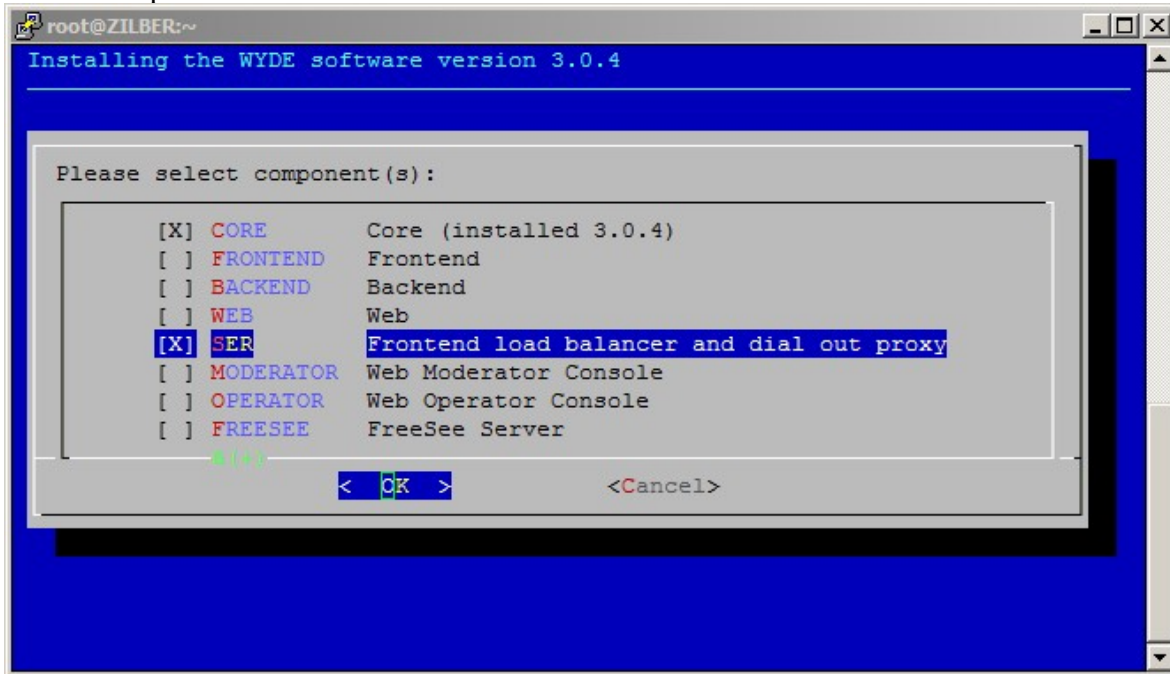 root@ZILBER:~
Installing the WYDE software version 3.0.4
Please select component(s):
[X] CORE Core (installed 3.0.4)
[ ] FRONTEND Frontend
[ ] BACKEND Backend
[ ] WEB Web
[X] SER Frontend load balancer and dial out proxy
[ ] MODERATOR Web Moderator Console
[ ] OPERATOR Web Operator Console
[ ] FREESEE FreeSee Server
(+)
< OK > <Cancel>